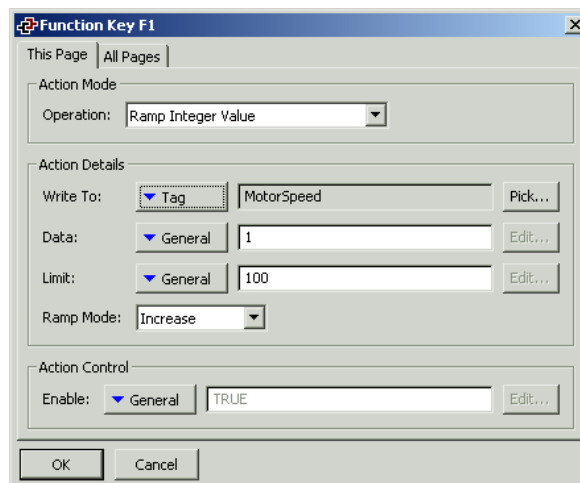 Function Key F1
This Page All Pages
Action Mode
Operation: Ramp Integer Value
Action Details
Write To: Tag MotorSpeed Pick...
Data: General 1 Edit...
Limit: General 100 Edit...
Ramp Mode: Increase
Action Control
Enable: General TRUE Edit...
OK Cancel